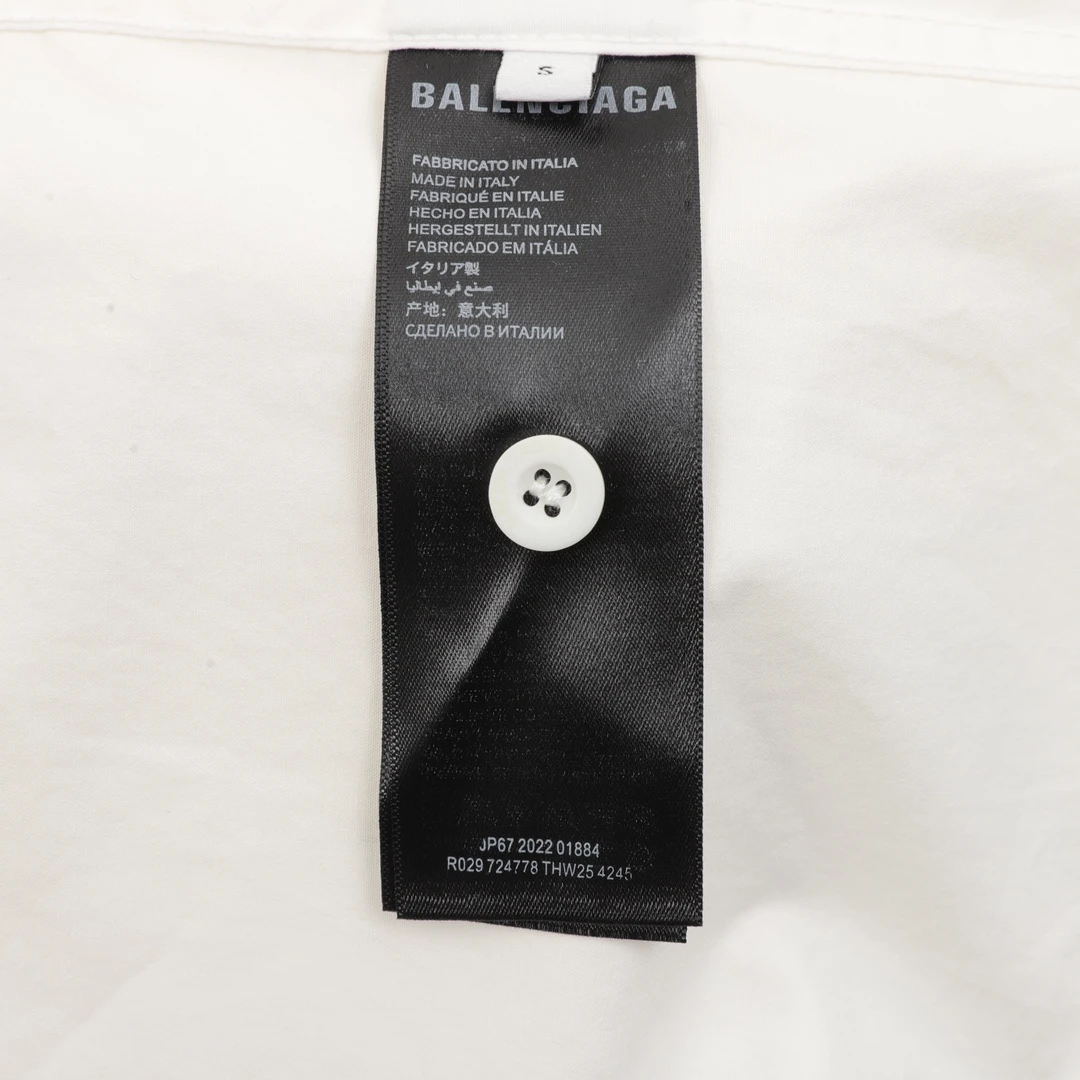 S
BALENCIAGA
FABBRICATO IN ITALIA
MADE IN ITALY
FABRIQUÉ EN ITALIE
HECHO EN ITALIA
HERGESTELLT IN ITALIEN
FABRICADO EM ITÁLIA
イタリア製
صنع في إيطاليا
产地：意大利
СДЕЛАНО В ИТАЛИИ
JP67 2022 01884
R029 724778 THW25 4245